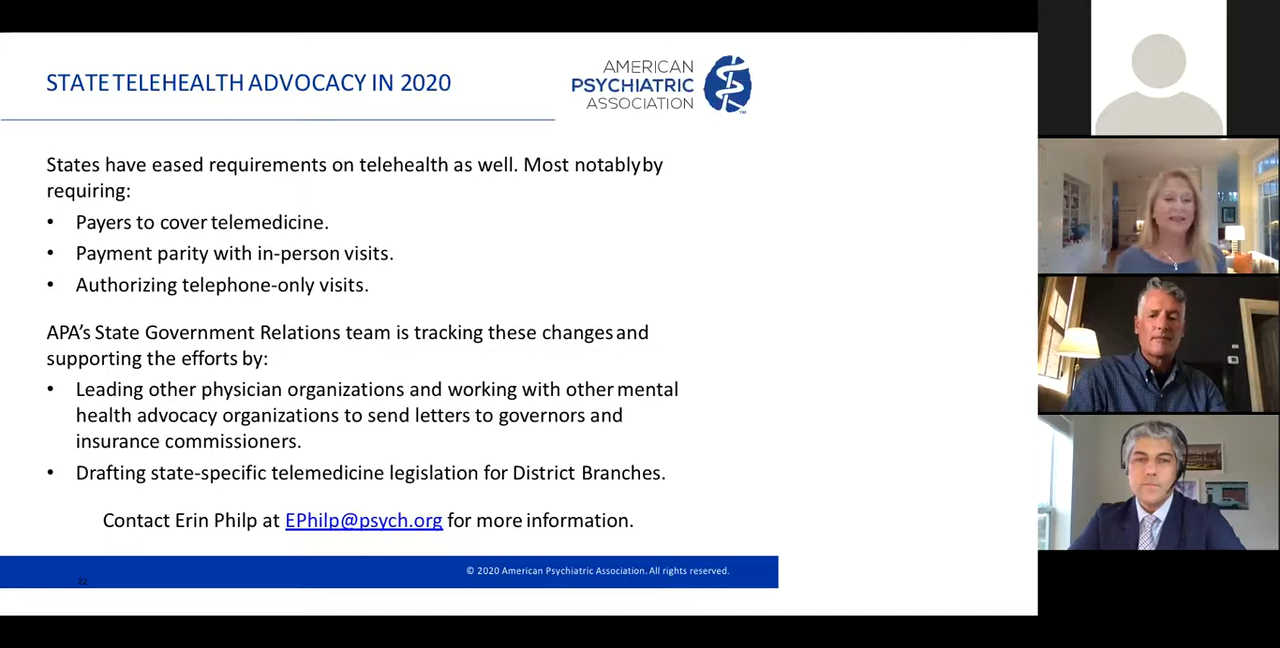 STATE TELEHEALTH ADVOCACY IN 2020
AMERICAN
PSYCHIATRIC
ASSOCIATION
States have eased requirements on telehealth as well. Most notably by
requiring:
• Payers to cover telemedicine.
• Payment parity with in-person visits.
• Authorizing telephone-only visits.
APA's State Government Relations team is tracking these changes and
supporting the efforts by:
• Leading other physician organizations and working with other mental
health advocacy organizations to send letters to governors and
insurance commissioners.
• Drafting state-specific telemedicine legislation for District Branches.
Contact Erin Philp at EPhilp@psych.org for more information.
© 2020 American Psychiatric Association. All rights reserved.
22